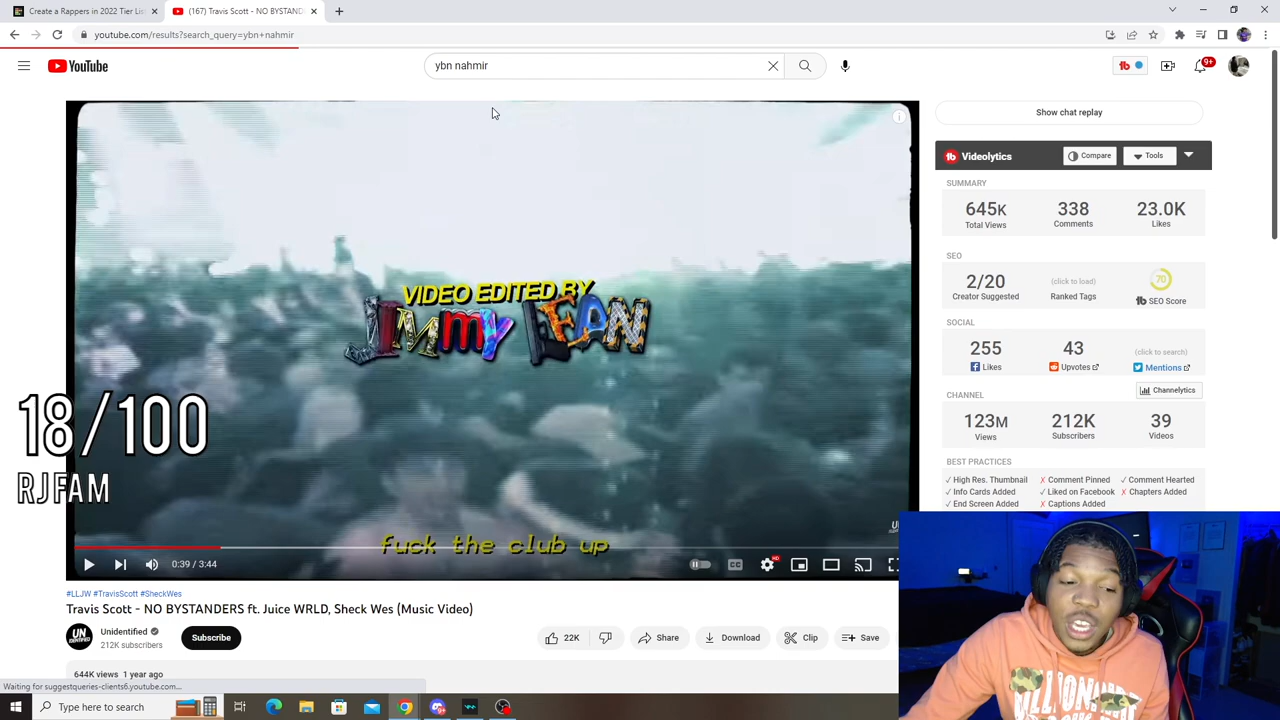 Create a Rappers in 2022 Tier Lis
(167) Travis Scott - NO BYSTAND
youtube.com/results?search_query=ybn+nahmir
YouTube
ybn nahmir
9+
Show chat replay
Videolytics
Compare
Tools
SUMMARY
645K
338
23.0K
Total Views
Comments
Likes
SEO
2/20
(click to load)
70
Creator Suggested
Ranked Tags
SEO Score
SOCIAL
255
43
(click to search)
Likes
Upvotes
Mentions
Channelytics
CHANNEL
123M
212K
39
Views
Subscribers
Videos
BEST PRACTICES
✓ High Res. Thumbnail
✗ Comment Pinned
✓ Comment Hearted
✓ Info Cards Added
✓ Liked on Facebook
✗ Chapters Added
✓ End Screen Added
✗ Captions Added
VIDEO EDITED BY
JIMMY LEAN
18/100
RJFAM
fuck the club up
0:39 / 3:44
CC
HD
#LLJW #TravisScott #SheckWes
Travis Scott - NO BYSTANDERS ft. Juice WRLD, Sheck Wes (Music Video)
Unidentified
212K subscribers
Subscribe
22K
Share
Download
Clip
Save
644K views 1 year ago
Waiting for suggestqueries-clients6.youtube.com...
Type here to search